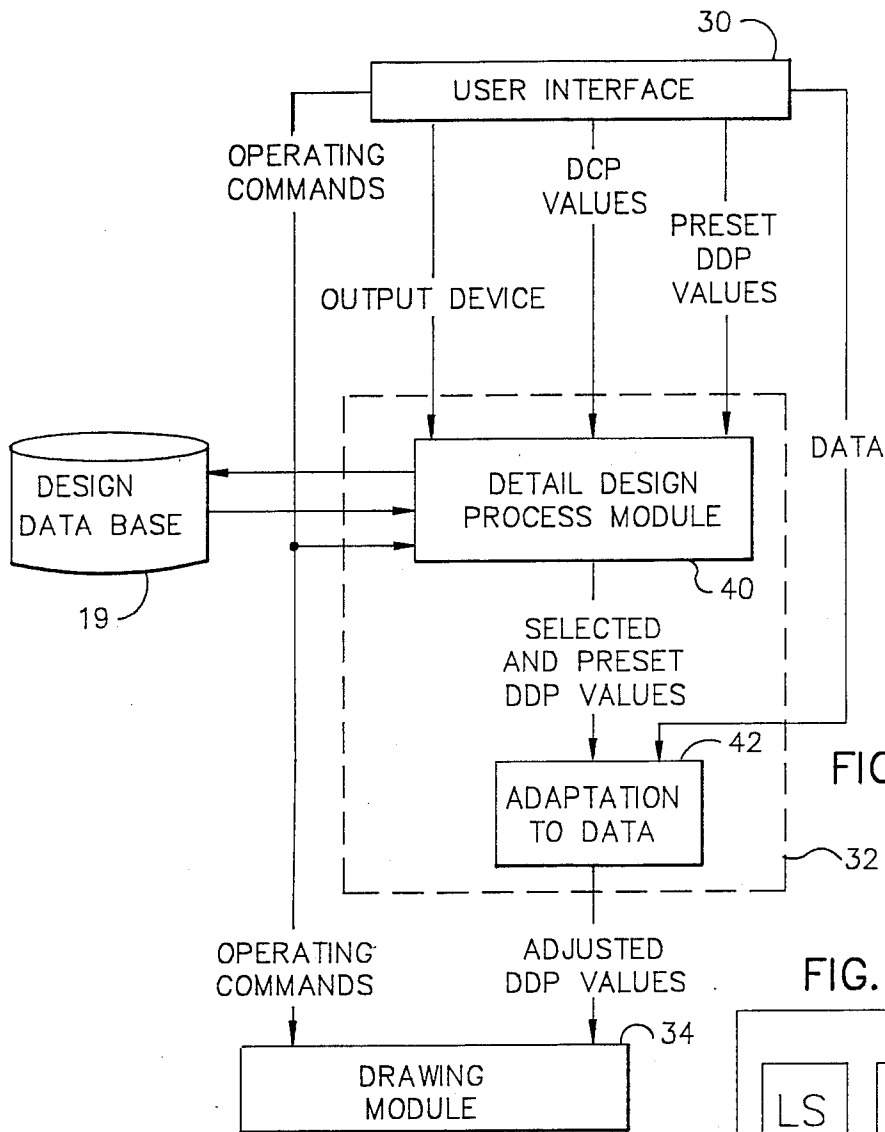 30
USER INTERFACE
OPERATING
COMMANDS
DCP
VALUES
PRESET
DDP
VALUES
OUTPUT DEVICE
DATA
DESIGN
DATA BASE
19
DETAIL DESIGN
PROCESS MODULE
40
SELECTED
AND PRESET
DDP VALUES
42
ADAPTATION
TO DATA
32
OPERATING
COMMANDS
ADJUSTED
DDP VALUES
FIG.
34
DRAWING
MODULE
LS